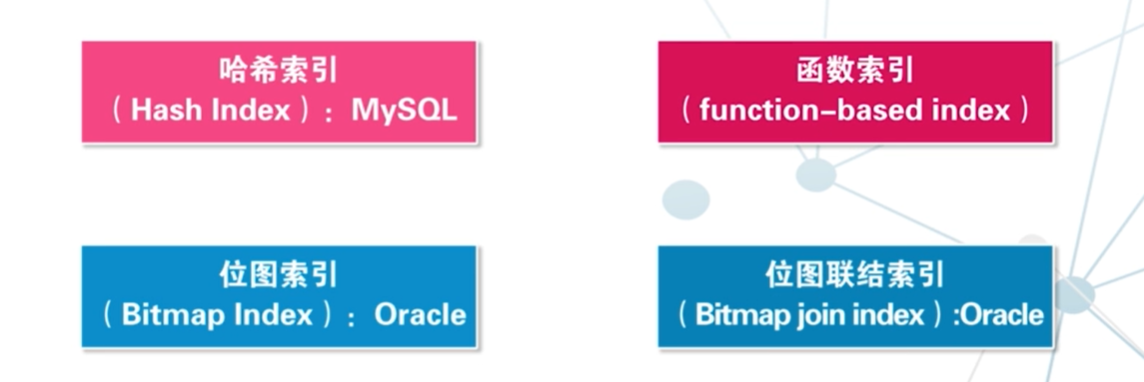 哈希索引
（Hash Index）：MySQL
函数索引
（function-based index）
位图索引
（Bitmap Index）：Oracle
位图联结索引
（Bitmap join index）:Oracle